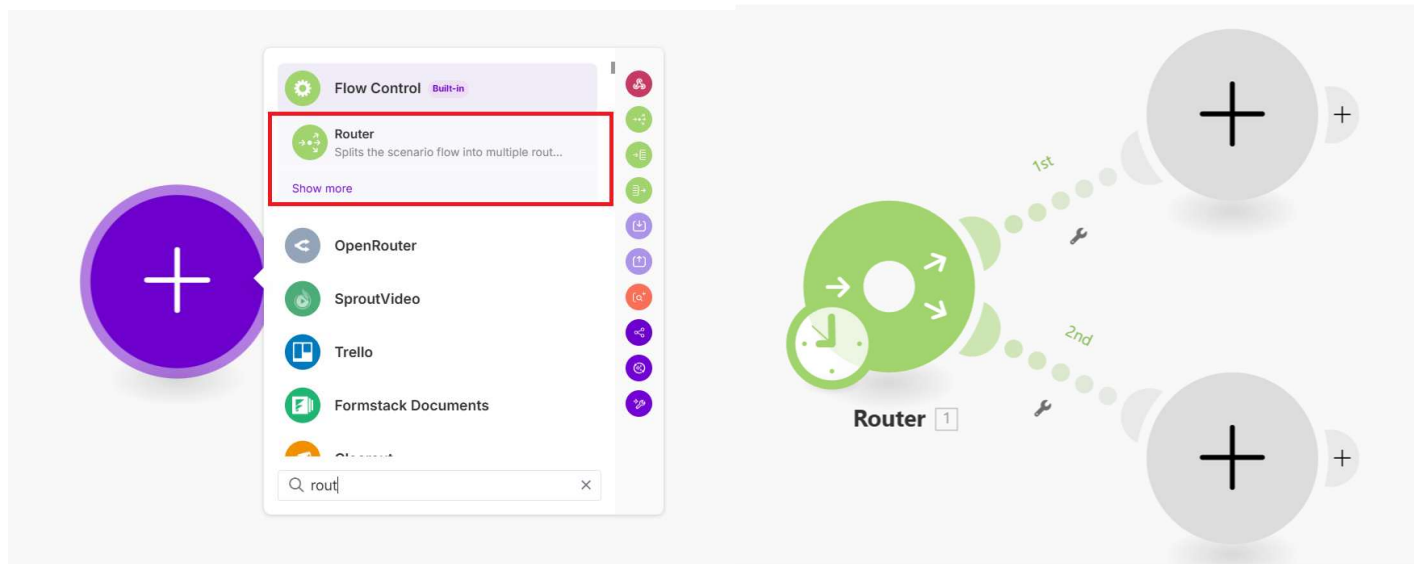 Flow Control Built-in
Router
Splits the scenario flow into multiple rout...
Show more
OpenRouter
SproutVideo
Trello
Formstack Documents
rout
1st
2nd
Router 1